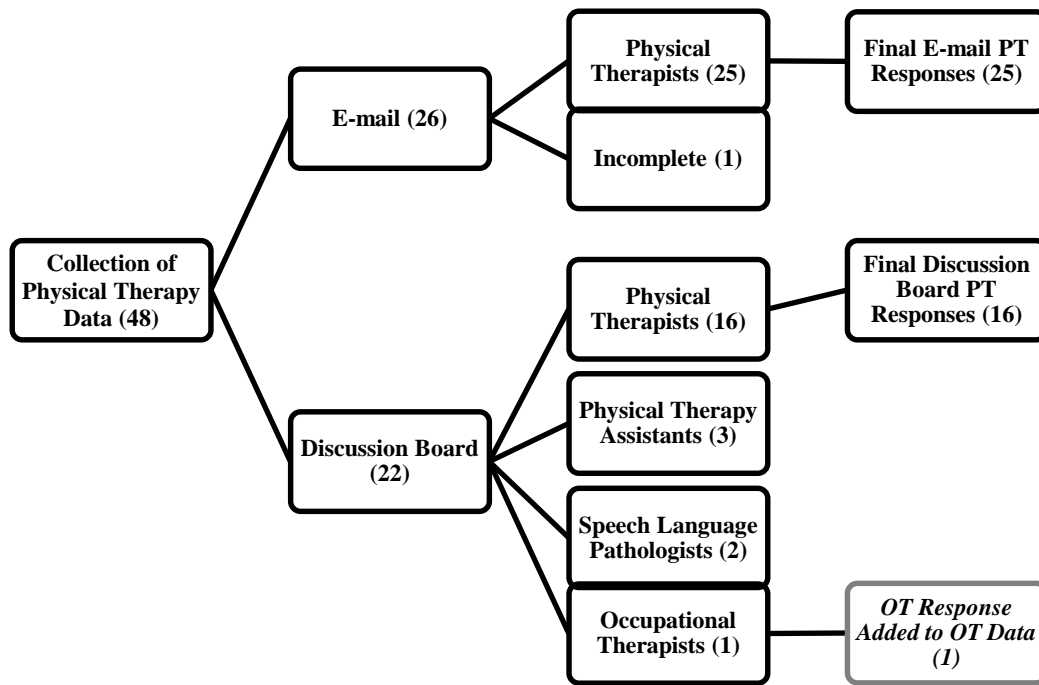 Collection of
Physical Therapy
Data (48)
E-mail (26)
Discussion Board
(22)
Physical
Therapists (25)
Incomplete (1)
Physical
Therapists (16)
Physical Therapy
Assistants (3)
Speech Language
Pathologists (2)
Occupational
Therapists (1)
Final E-mail PT
Responses (25)
Final Discussion
Board PT
Responses (16)
OT Response
Added to OT Data
(1)